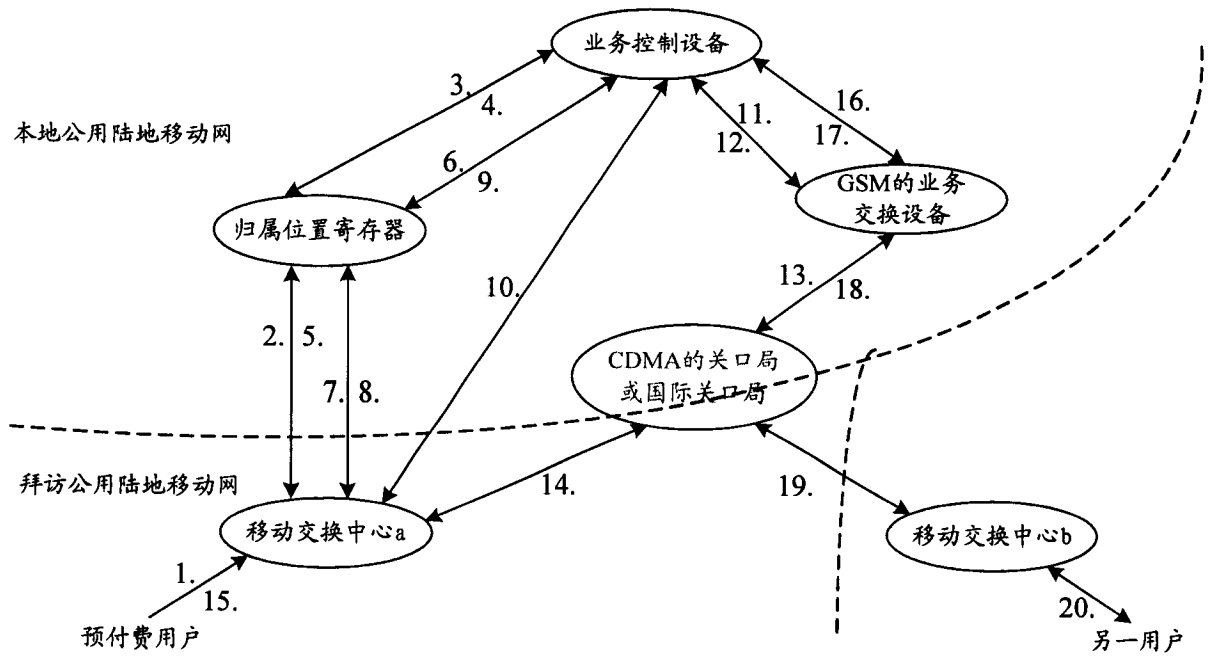 业务控制设备
3.
4.
16.
11.
17.
12.
本地公用陆地移动网
6.
9.
GSM的业务
交换设备
归属位置寄存器
10.
13.
18.
2.
5.
CDMA的关口局
或国际关口局
7.
8.
拜访公用陆地移动网
14.
19.
移动交换中心a
移动交换中心b
1.
15.
20.
预付费用户
另一用户